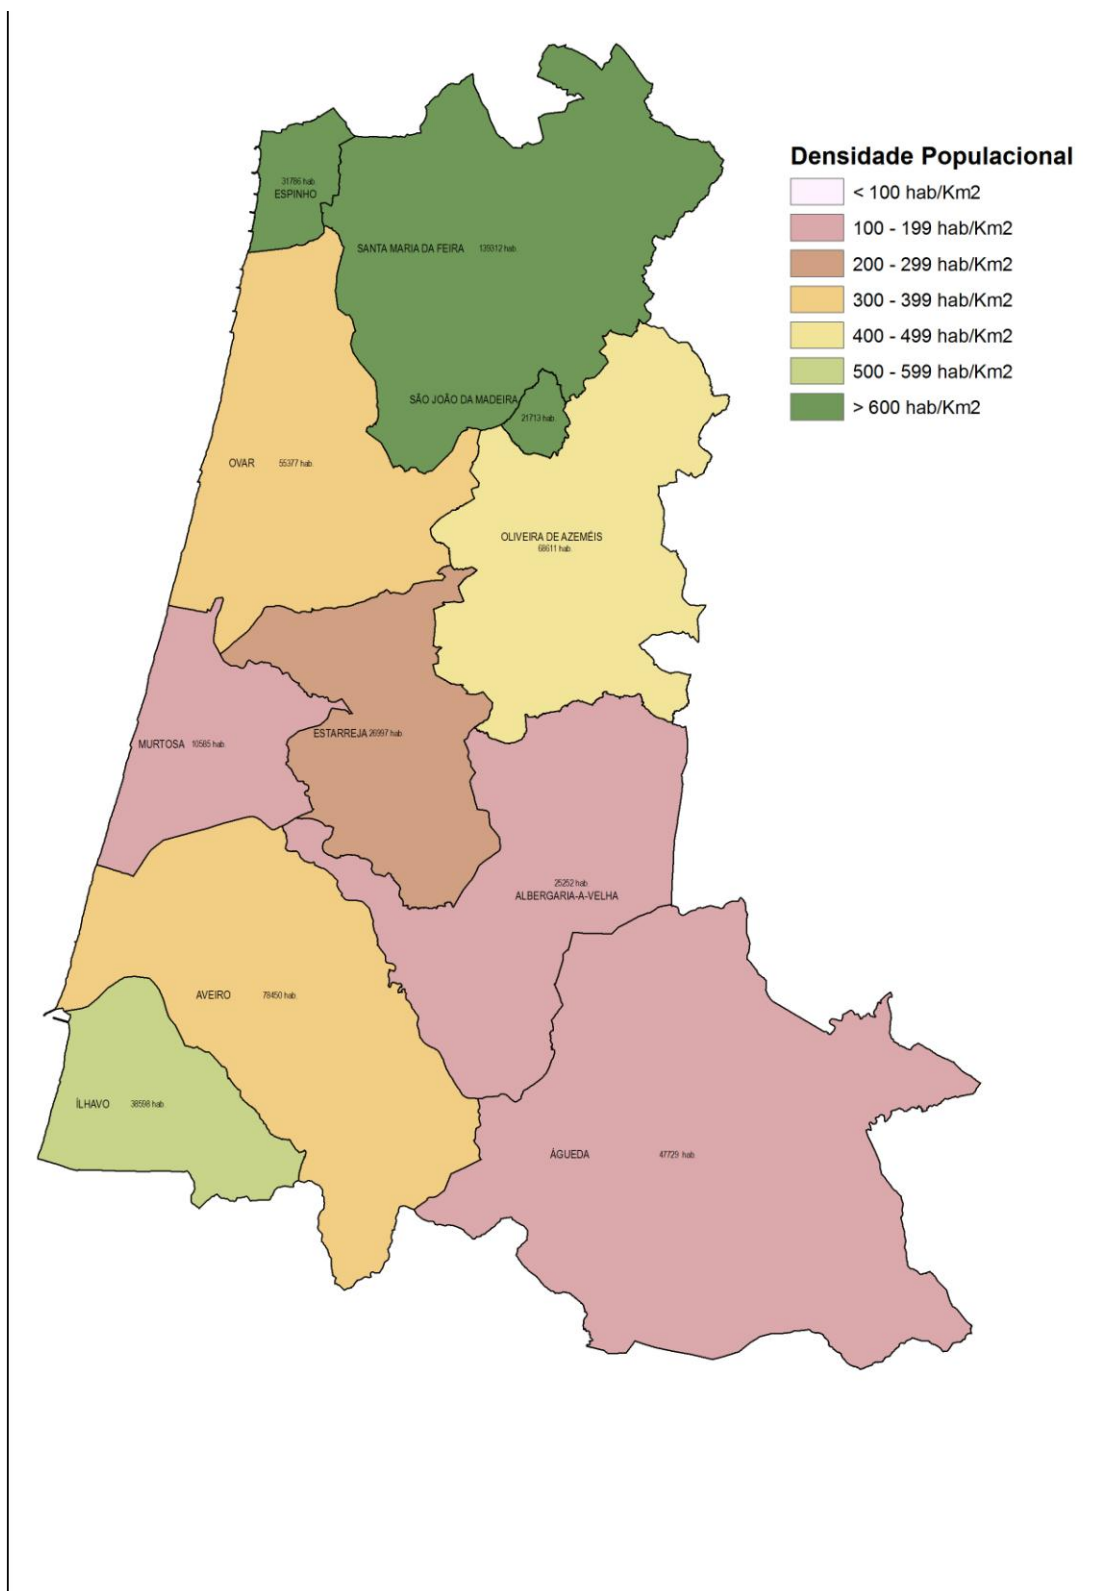 Densidade Populacional
< 100 hab/Km2
100 - 199 hab/Km2
200 - 299 hab/Km2
300 - 399 hab/Km2
400 - 499 hab/Km2
500 - 599 hab/Km2
> 600 hab/Km2
31786 hab.
ESPINHO
SANTA MARIA DA FEIRA 139312 hab.
SÃO JOÃO DA MADEIRA
21713 hab.
OVAR 55377 hab.
OLIVEIRA DE AZEMÉIS
68611 hab.
MURTOSA 10585 hab.
ESTARREJA 26997 hab.
25252 hab.
ALBERGARIA-A-VELHA
AVEIRO 78450 hab.
ÍLHAVO 38598 hab.
ÁGUEDA 47729 hab.